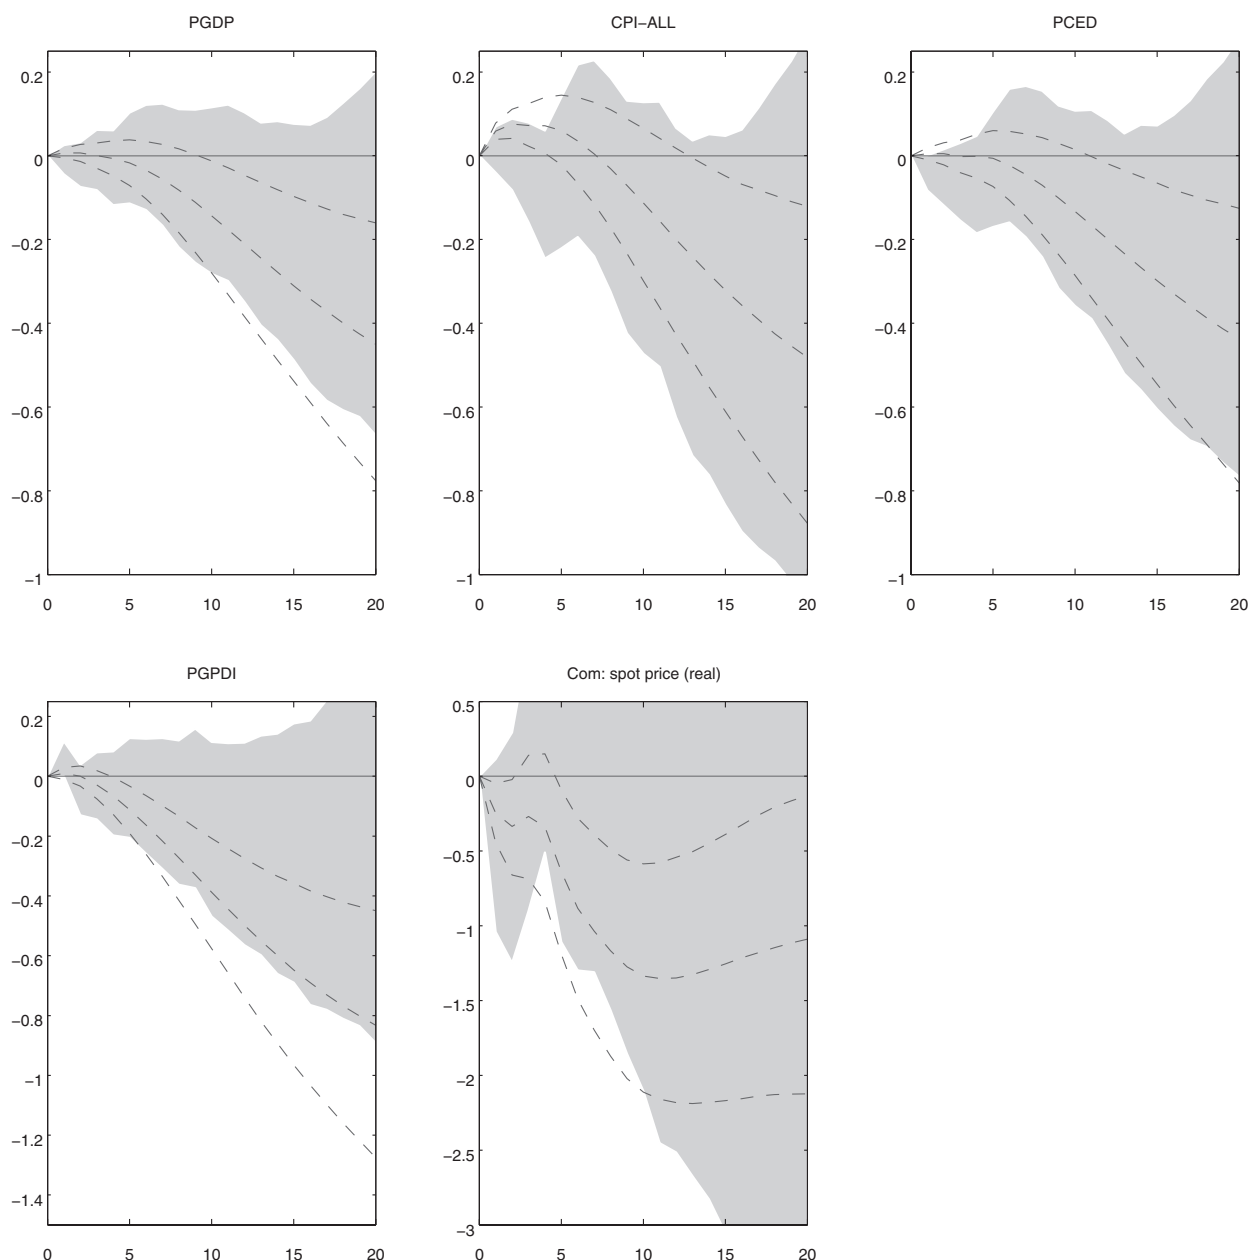 PGDP CPI−ALL PCED
0.2 0.2 0.2
0 0 0
−0.2 −0.2 −0.2
−0.4 −0.4 −0.4
−0.6 −0.6 −0.6
−0.8 −0.8 −0.8
−1 −1 −1
0 5 10 15 20 0 5 10 15 20 0 5 10 15 20
PGPDI Com: spot price (real)
0.2 0.5
0 0
−0.2 −0.5
−0.4 −1
−0.6 −1.5
−0.8 −2
−1 −2.5
−1.2 −3
−1.4
0 5 10 15 20 0 5 10 15 20